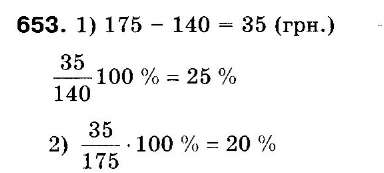 653. 1) 175 − 140 = 35 (грн.)
35/140 100 % = 25 %
2) 35/175 · 100 % = 20 %